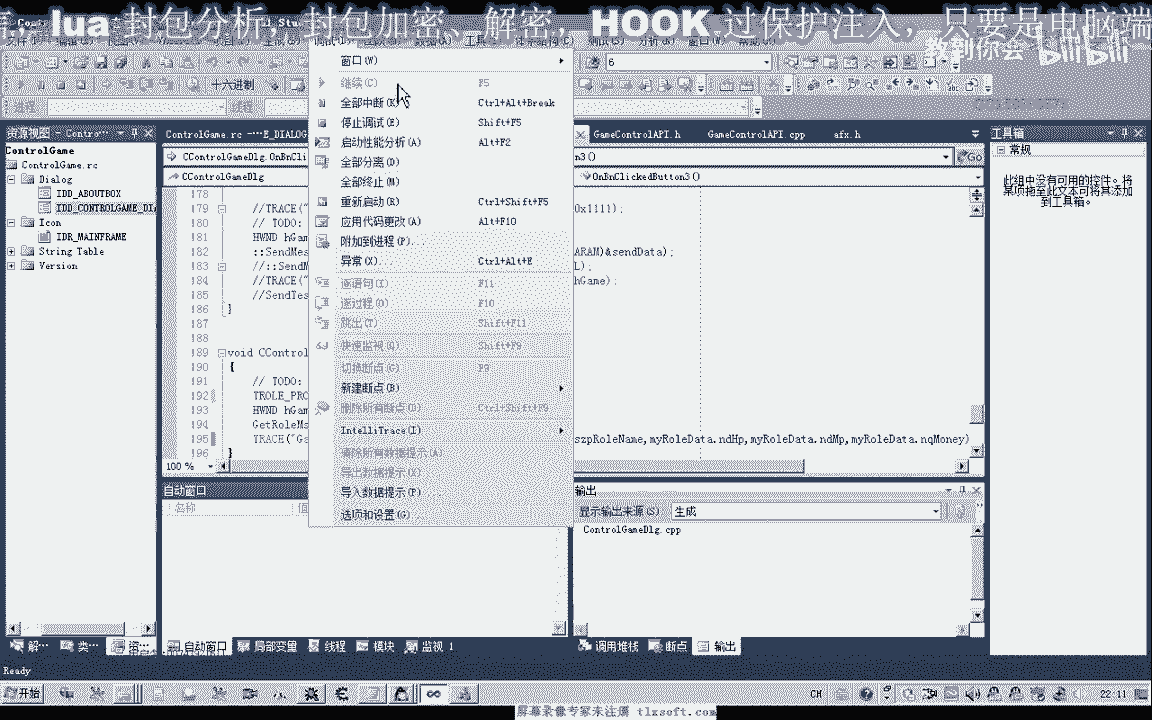 lua 封包分析，封包加密、解密 HOOK 过保护注入，只要是电脑端
教到你会 bilibili
十六进制
6
资源视图 - Contro···
ControlGame
ControlGame.rc
Dialog
IDD_ABOUTBOX
IDD_CONTROLGAME_DI
Icon
IDR_MAINFRAME
String Table
Version
ControlGame.rc
GameControlAPI.h
GameControlAPI.cpp
afx.h
CControlGameDlg.OnBnCli
n3()
Go
CControlGameDlg
OnBnClickedButton3()
窗口(W)
继续(C) F5
全部中断(K) Ctrl+Alt+Break
停止调试(E) Shift+F5
启动性能分析(A) Alt+F2
全部分离(D)
全部终止(M)
重新启动(R) Ctrl+Shift+F5
应用代码更改(A) Alt+F10
附加到进程(P)...
异常(X)... Ctrl+Alt+E
逐语句(I) F11
逐过程(O) F10
跳出(T) Shift+F11
快速监视(Q)... Shift+F9
切换断点(G) F9
新建断点(B)
删除所有断点(D) Ctrl+Shift+F9
IntelliTrace(I)
清除所有数据提示(A)
导出数据提示(X)
导入数据提示(P)...
选项和设置(G)...
178
179 //TRACE(" 0x1111);
180 // TODO:
181 HWND hGa
182 ::SendMes ARAM)&sendData);
183 //::SendM L);
184 //TRACE(" hGame);
185 //SendTes
186 }
187
188
189 void CControl
190 {
191 // TODO:
192 TROLE_PRO
193 HWND hGam
194 GetRoleMs
195 TRACE("Ge szpRoleName,myRoleData.ndHp,myRoleData.ndMp,myRoleData.nqMoney)
196 }
100 %
工具箱
常规
此组中没有可用的控件。将
某项拖至此文本可将其添加
到工具箱。
自动窗口
名称
值
输出
显示输出来源(S): 生成
ControlGameDlg.cpp
解··· 类··· 资···
自动窗口 局部变量 线程 模块 监视 1
调用堆栈 断点 输出
Ready
开始
CH
22:11
屏幕录像专家未注册 tlxsoft.com